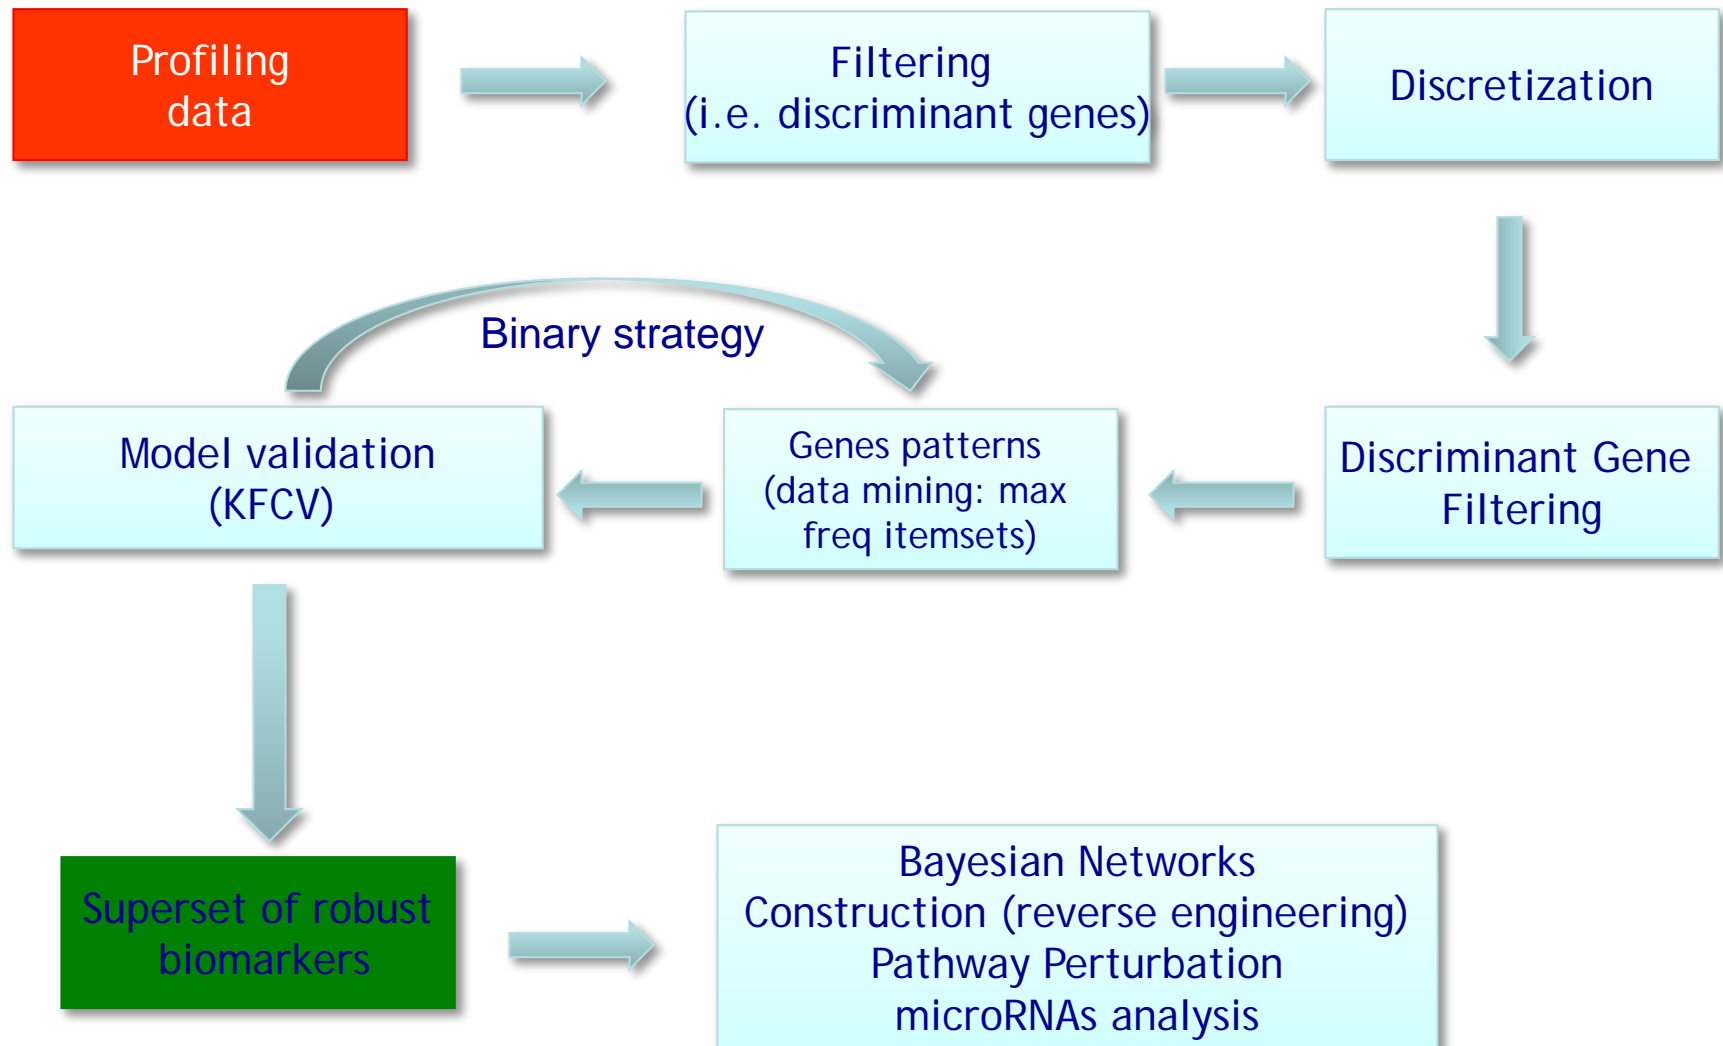 Profiling
data
Filtering
(i.e. discriminant genes)
Discretization
Binary strategy
Model validation
(KFCV)
Genes patterns
(data mining: max
freq itemsets)
Discriminant Gene
Filtering
Superset of robust
biomarkers
Bayesian Networks
Construction (reverse engineering)
Pathway Perturbation
microRNAs analysis